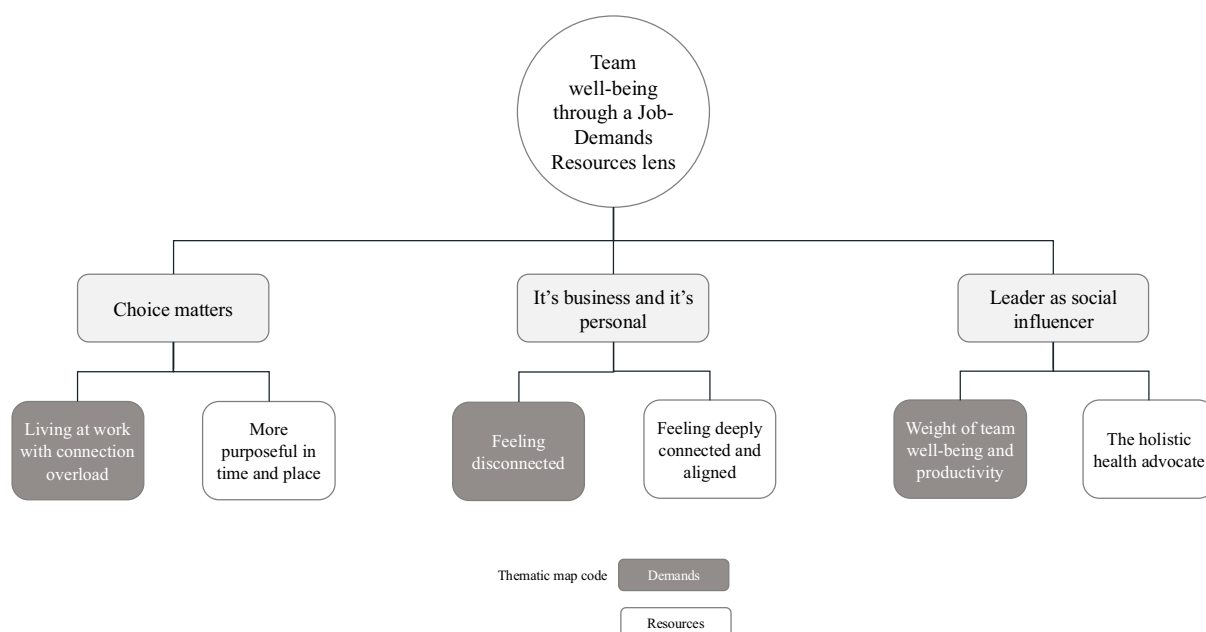 Team
well-being
through a Job-
Demands
Resources lens
Choice matters
It’s business and it’s
personal
Leader as social
influencer
Living at work
with connection
overload
More
purposeful in
time and place
Feeling
disconnected
Feeling deeply
connected and
aligned
Weight of team
well-being and
productivity
The holistic
health advocate
Thematic map code
Demands
Resources